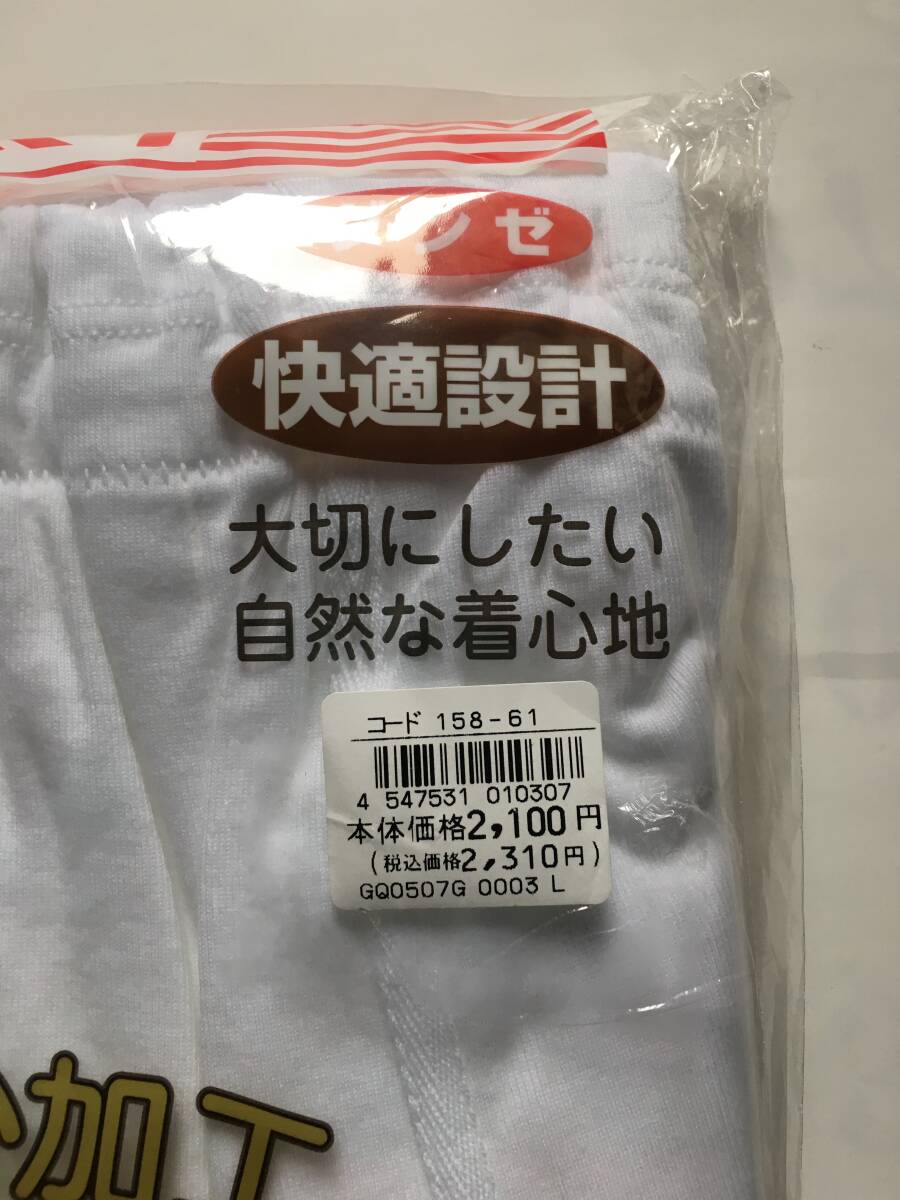 ンゼ
快適設計
大切にしたい
自然な着心地
コード 158-61
4 547531 010307
本体価格2,100円
(税込価格2,310円)
GQ0507G 0003 L
加工